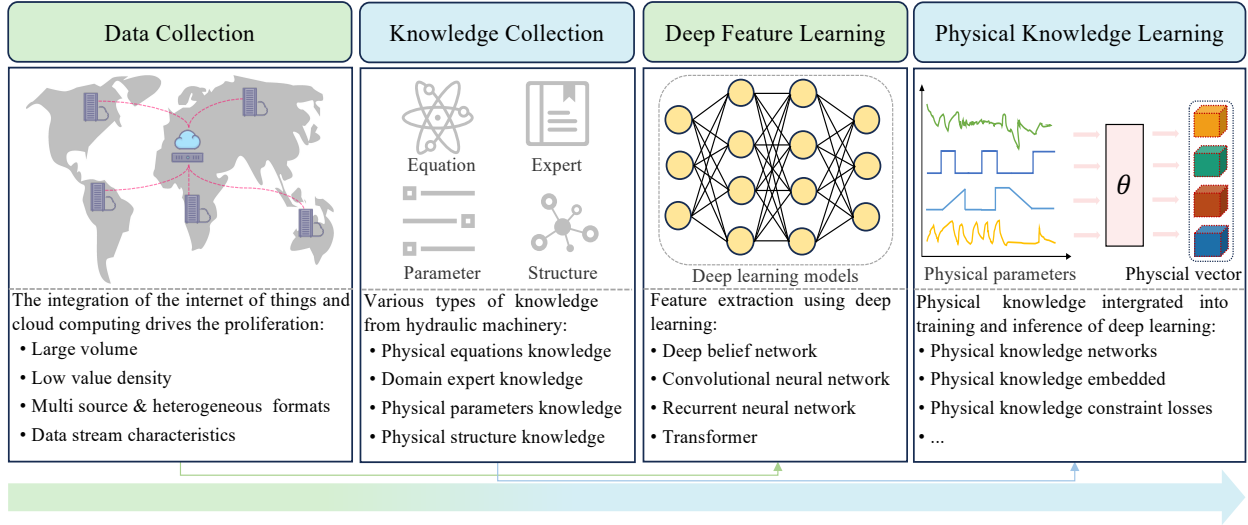 Data Collection
Knowledge Collection
Deep Feature Learning
Physical Knowledge Learning
Equation
Expert
Parameter
Structure
Deep learning models
θ
Physical parameters
Physcial vector
The integration of the internet of things and
cloud computing drives the proliferation:
• Large volume
• Low value density
• Multi source & heterogeneous formats
• Data stream characteristics
Various types of knowledge
from hydraulic machinery:
• Physical equations knowledge
• Domain expert knowledge
• Physical parameters knowledge
• Physical structure knowledge
Feature extraction using deep
learning:
• Deep belief network
• Convolutional neural network
• Recurrent neural network
• Transformer
Physical knowledge intergrated into
training and inference of deep learning:
• Physical knowledge networks
• Physical knowledge embedded
• Physical knowledge constraint losses
• ...